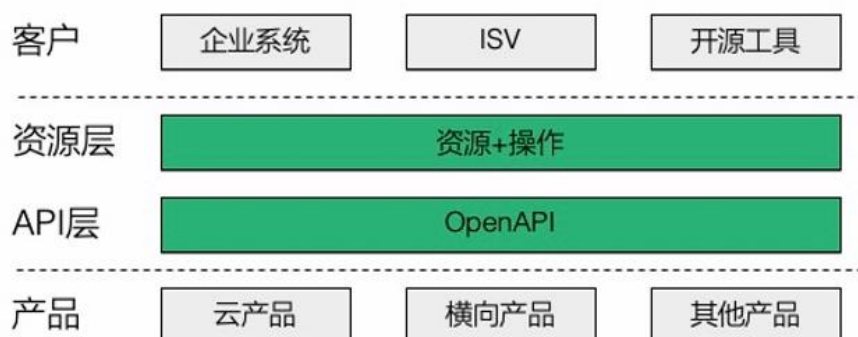 客户 企业系统 ISV 开源工具
资源层 资源+操作
API层 OpenAPI
产品 云产品 横向产品 其他产品